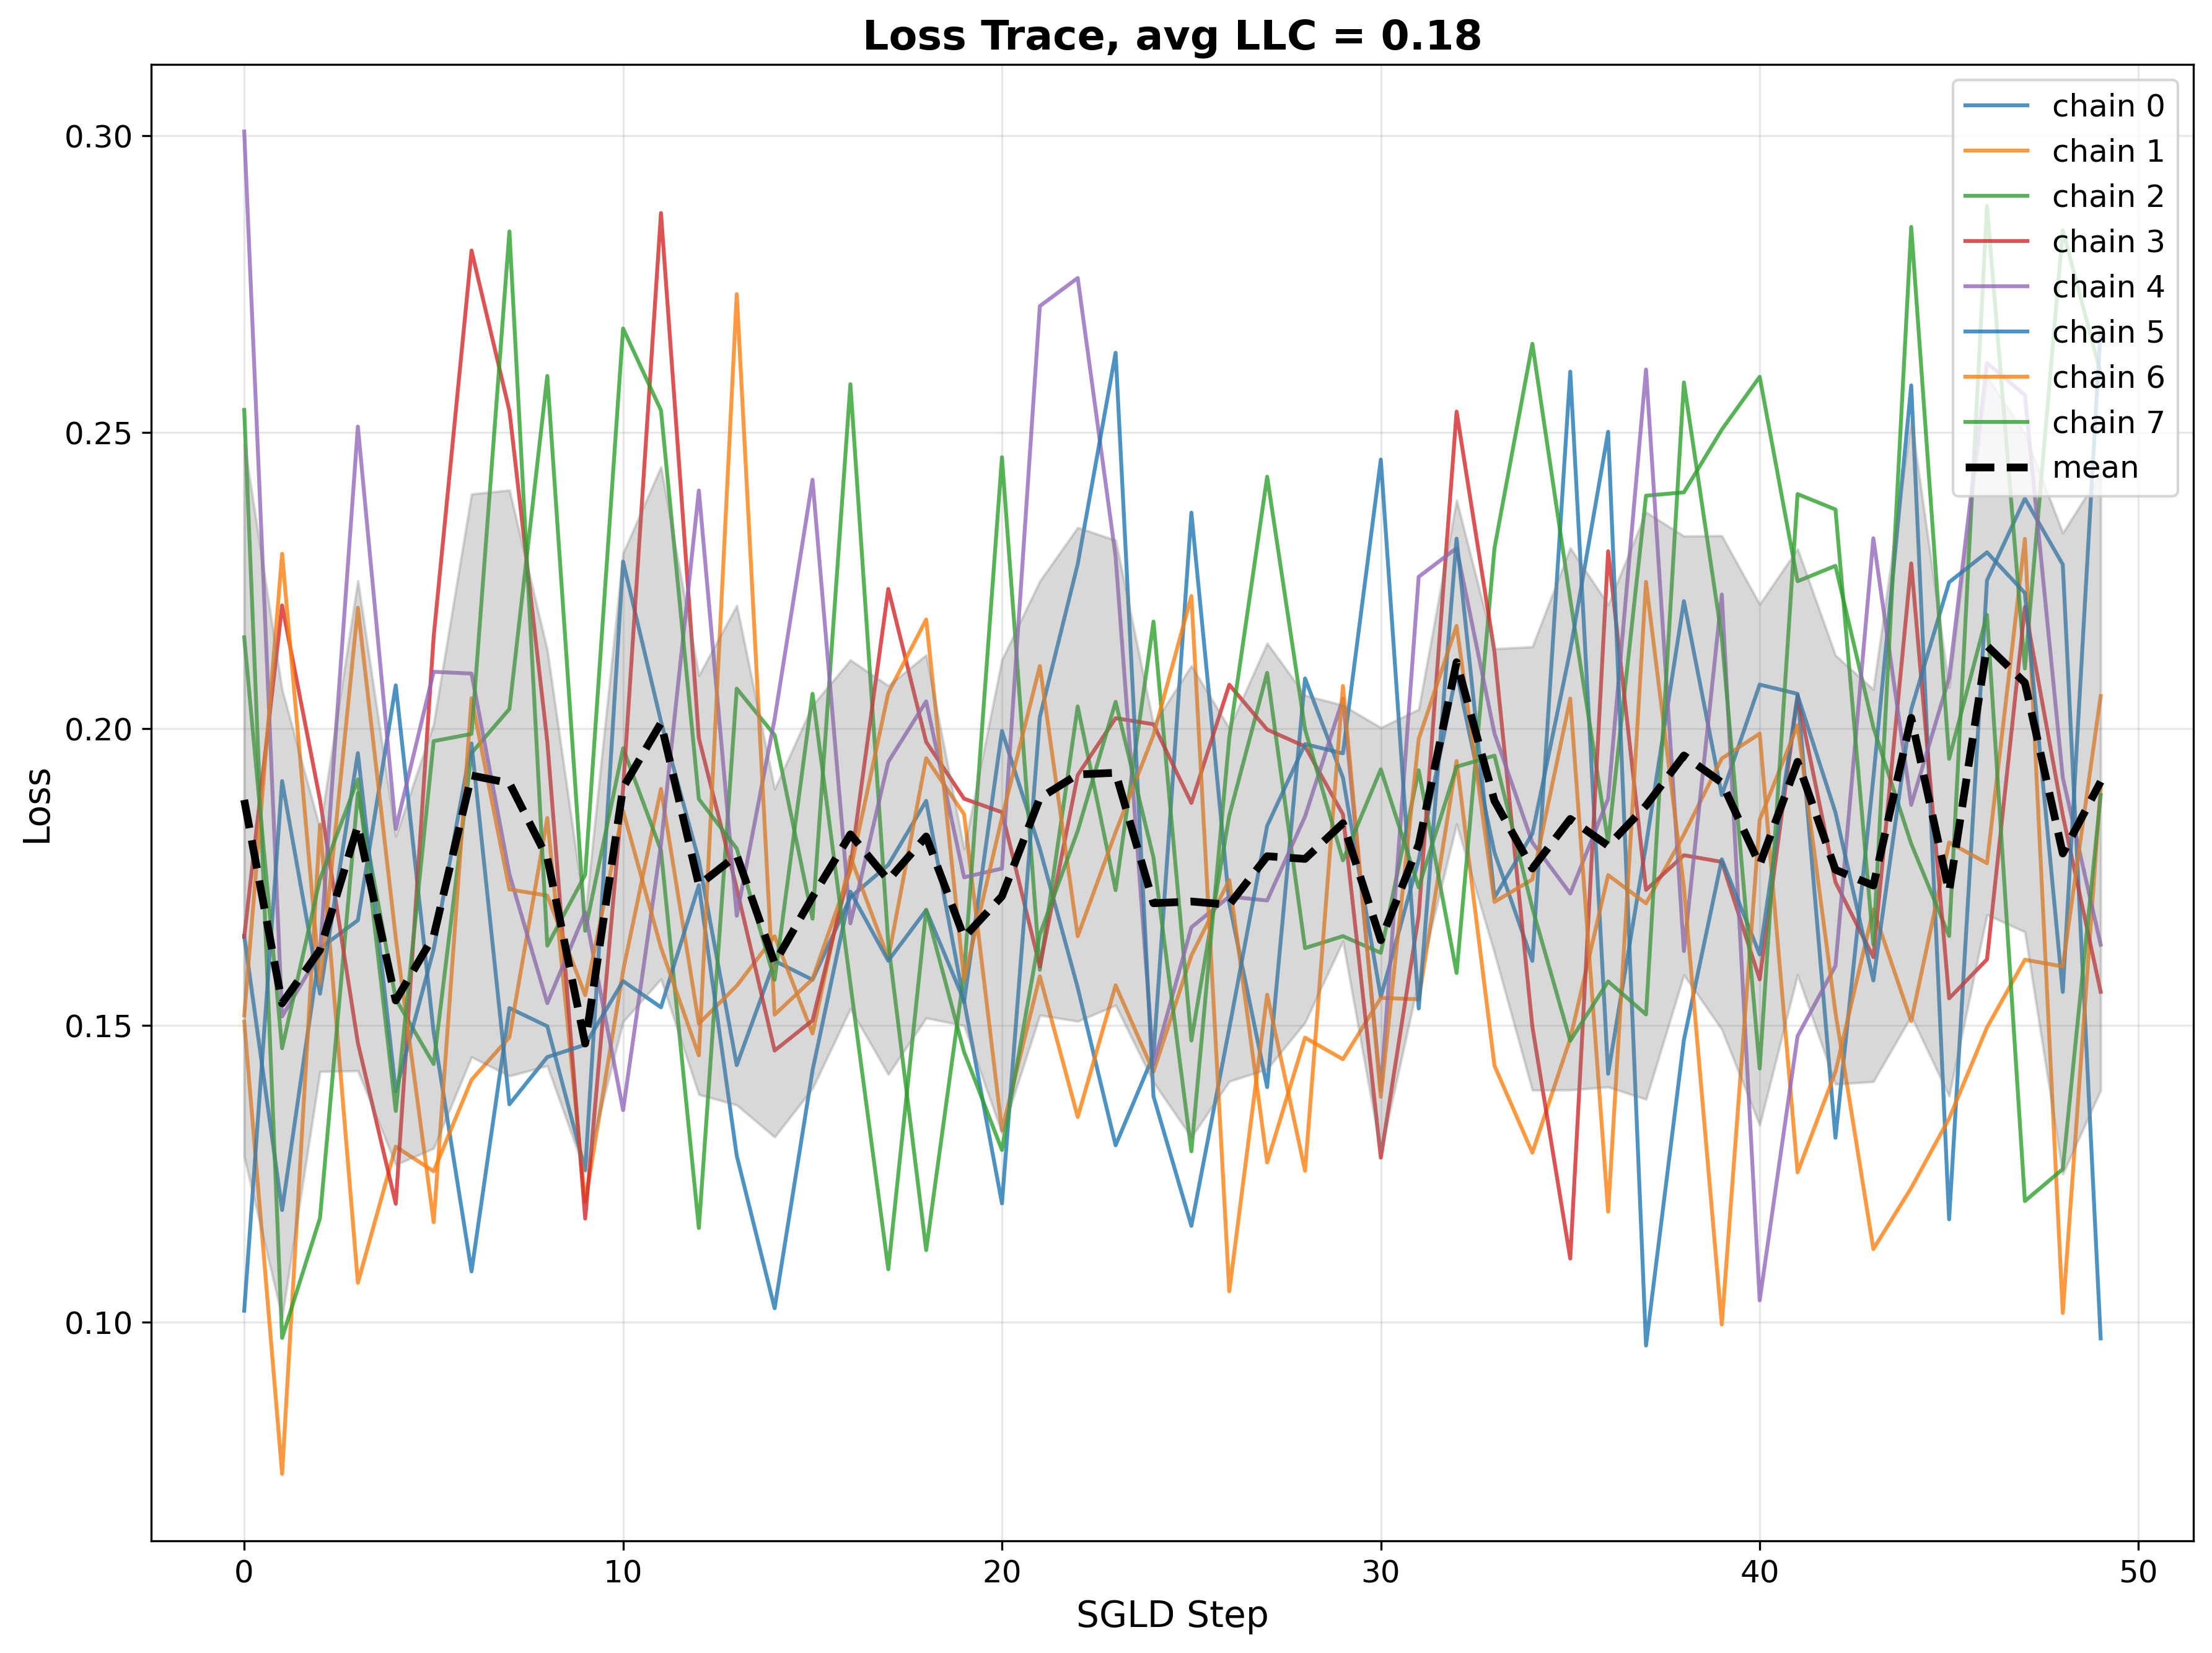 Loss Trace, avg LLC = 0.18
chain 0
chain 1
chain 2
chain 3
chain 4
chain 5
chain 6
chain 7
mean
Loss
0.30
0.25
0.20
0.15
0.10
0 10 20 30 40 50
SGLD Step